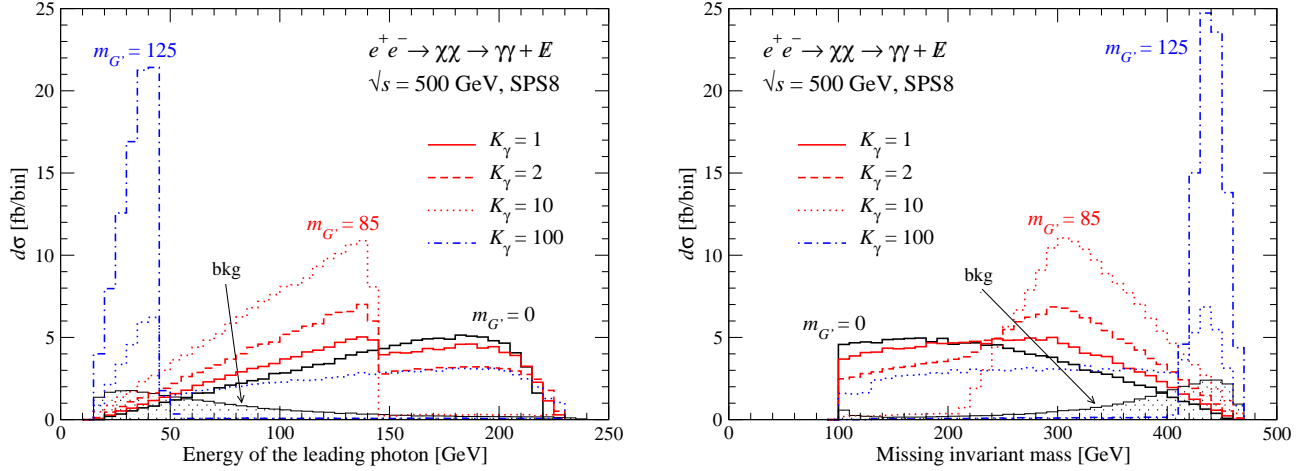 25
20
15
10
5
0
dσ [fb/bin]
0 50 100 150 200 250
Energy of the leading photon [GeV]
m_G' = 125
e⁺e⁻→ χχ → γγ + E̸
√s = 500 GeV, SPS8
K_γ = 1
K_γ = 2
K_γ = 10
K_γ = 100
m_G' = 85
bkg
m_G' = 0
25
20
15
10
5
0
dσ [fb/bin]
0 100 200 300 400 500
Missing invariant mass [GeV]
e⁺e⁻→ χχ → γγ + E̸
√s = 500 GeV, SPS8
m_G' = 125
K_γ = 1
K_γ = 2
K_γ = 10
K_γ = 100
m_G' = 85
bkg
m_G' = 0